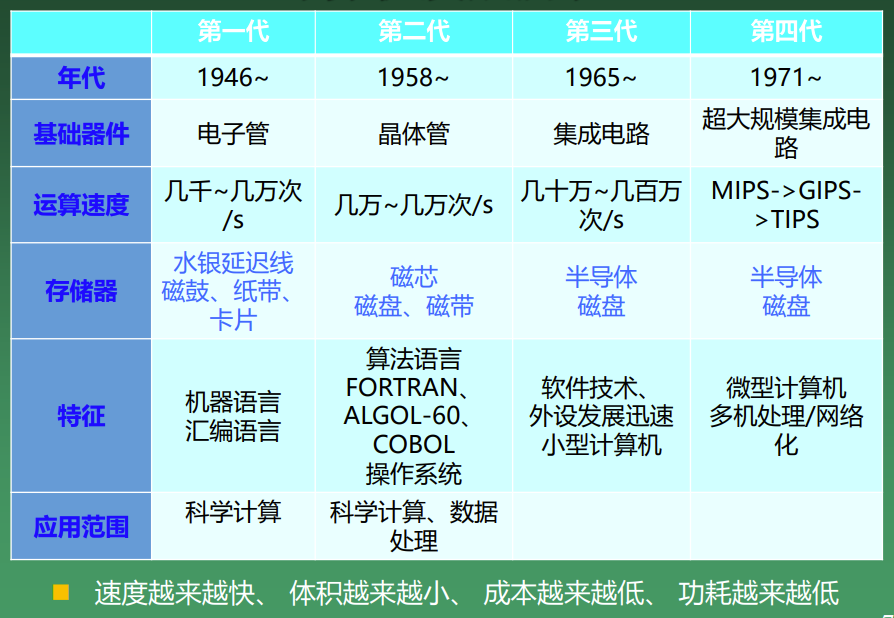 第一代 第二代 第三代 第四代
年代 1946~ 1958~ 1965~ 1971~
基础器件 电子管 晶体管 集成电路 超大规模集成电
路
运算速度 几千~几万次
/s
几万~几万次/s
几十万~几百万
次/s
MIPS->GIPS-
>TIPS
存储器
水银延迟线
磁鼓、纸带、
卡片
磁芯
磁盘、磁带
半导体
磁盘
半导体
磁盘
特征
机器语言
汇编语言
算法语言
FORTRAN、
ALGOL-60、
COBOL
操作系统
软件技术、
外设发展迅速
小型计算机
微型计算机
多机处理/网络
化
应用范围
科学计算
科学计算、数据
处理
速度越来越快、 体积越来越小、 成本越来越低、 功耗越来越低